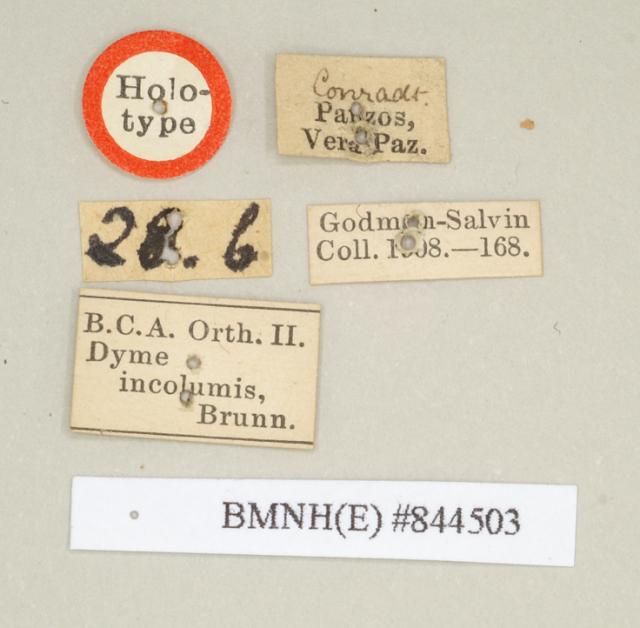 Holo-
type
Conradt.
Panzos,
Vera Paz.
28.6
Godman-Salvin
Coll. 1908.—168.
B.C.A. Orth. II.
Dyme
incolumis,
Brunn.
BMNH(E) #844503